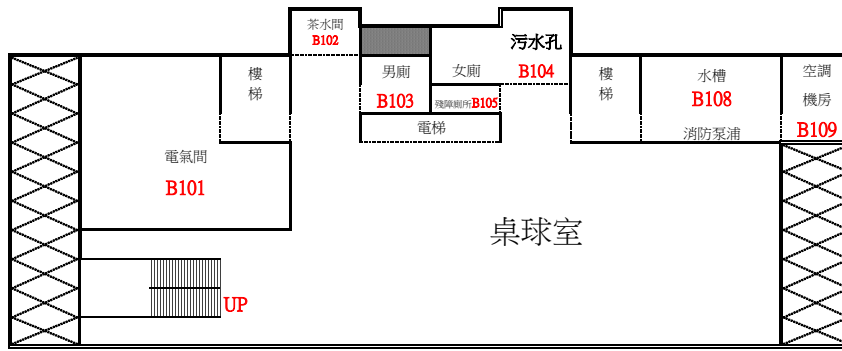 茶水間
B102
污水孔
B104
樓梯
男廁
B103
女廁
殘障廁所B105
電梯
樓梯
水槽
B108
消防泵浦
空調
機房
B109
電氣間
B101
桌球室
UP